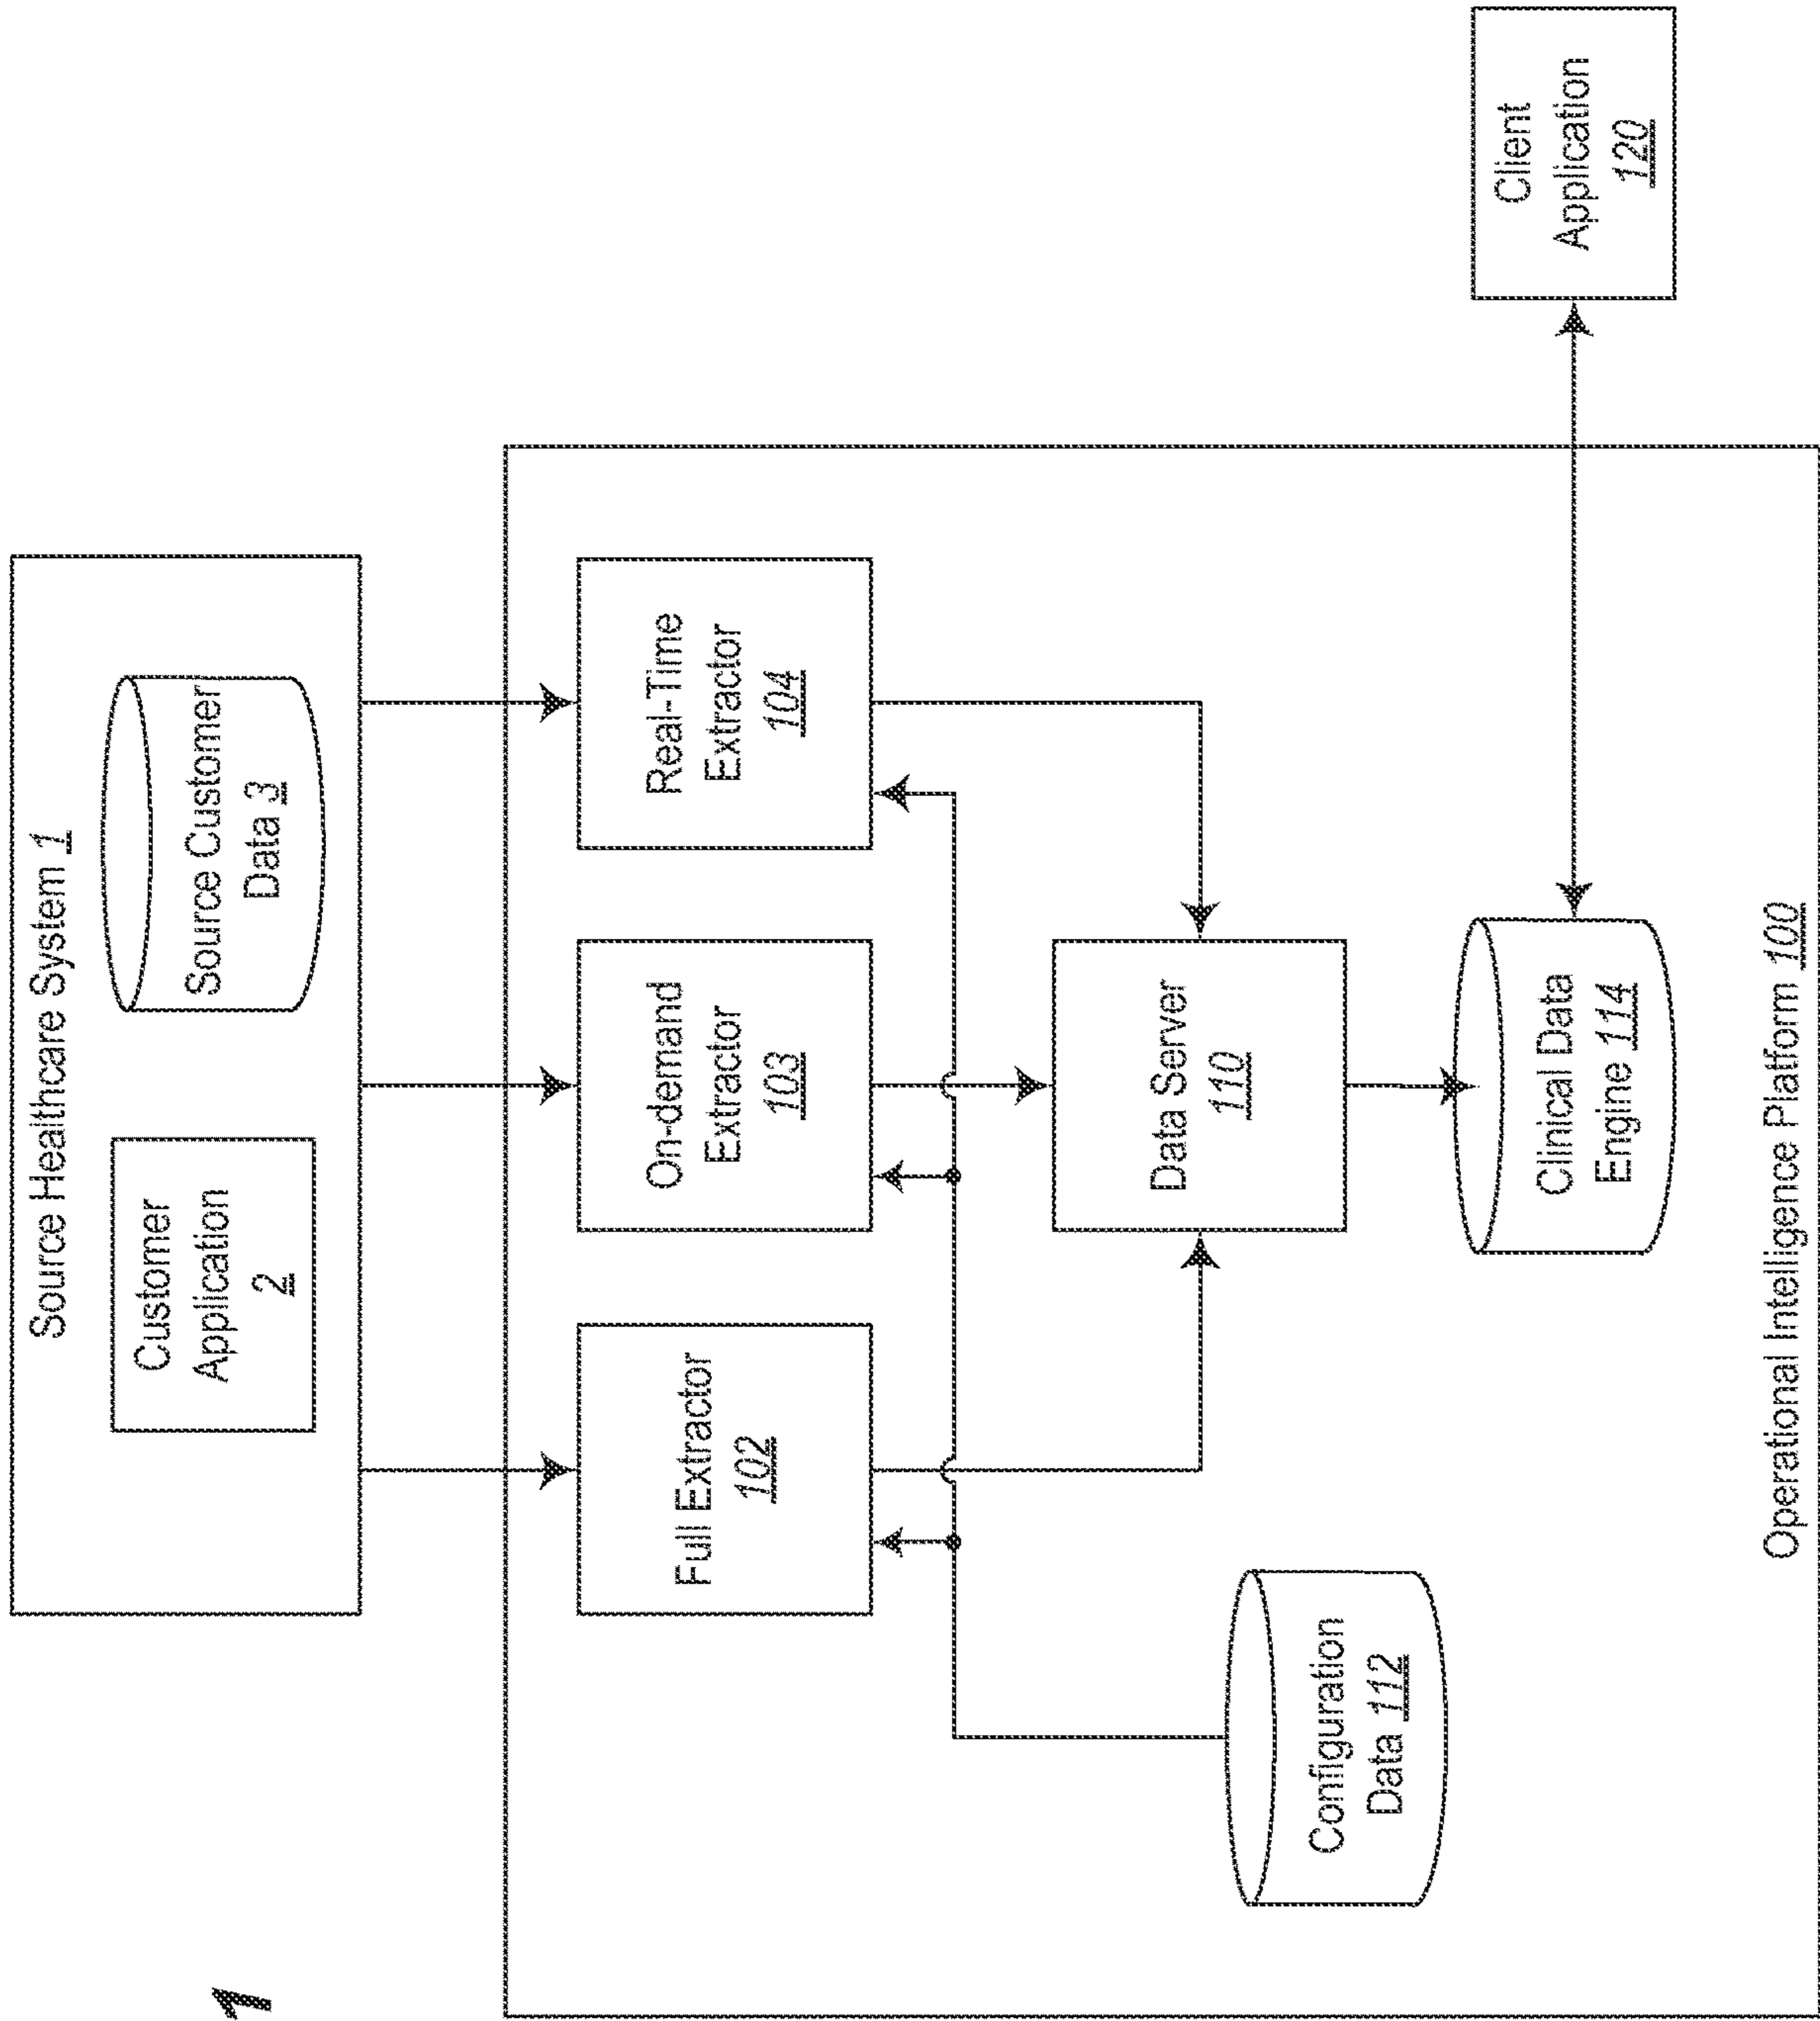 1
Source Healthcare System 1
Customer
Application
2
Source Customer
Data 3
Full Extractor
102
On-demand
Extractor
103
Real-Time
Extractor
104
Data Server
110
Configuration
Data 112
Clinical Data
Engine 114
Client
Application
120
Operational Intelligence Platform 100